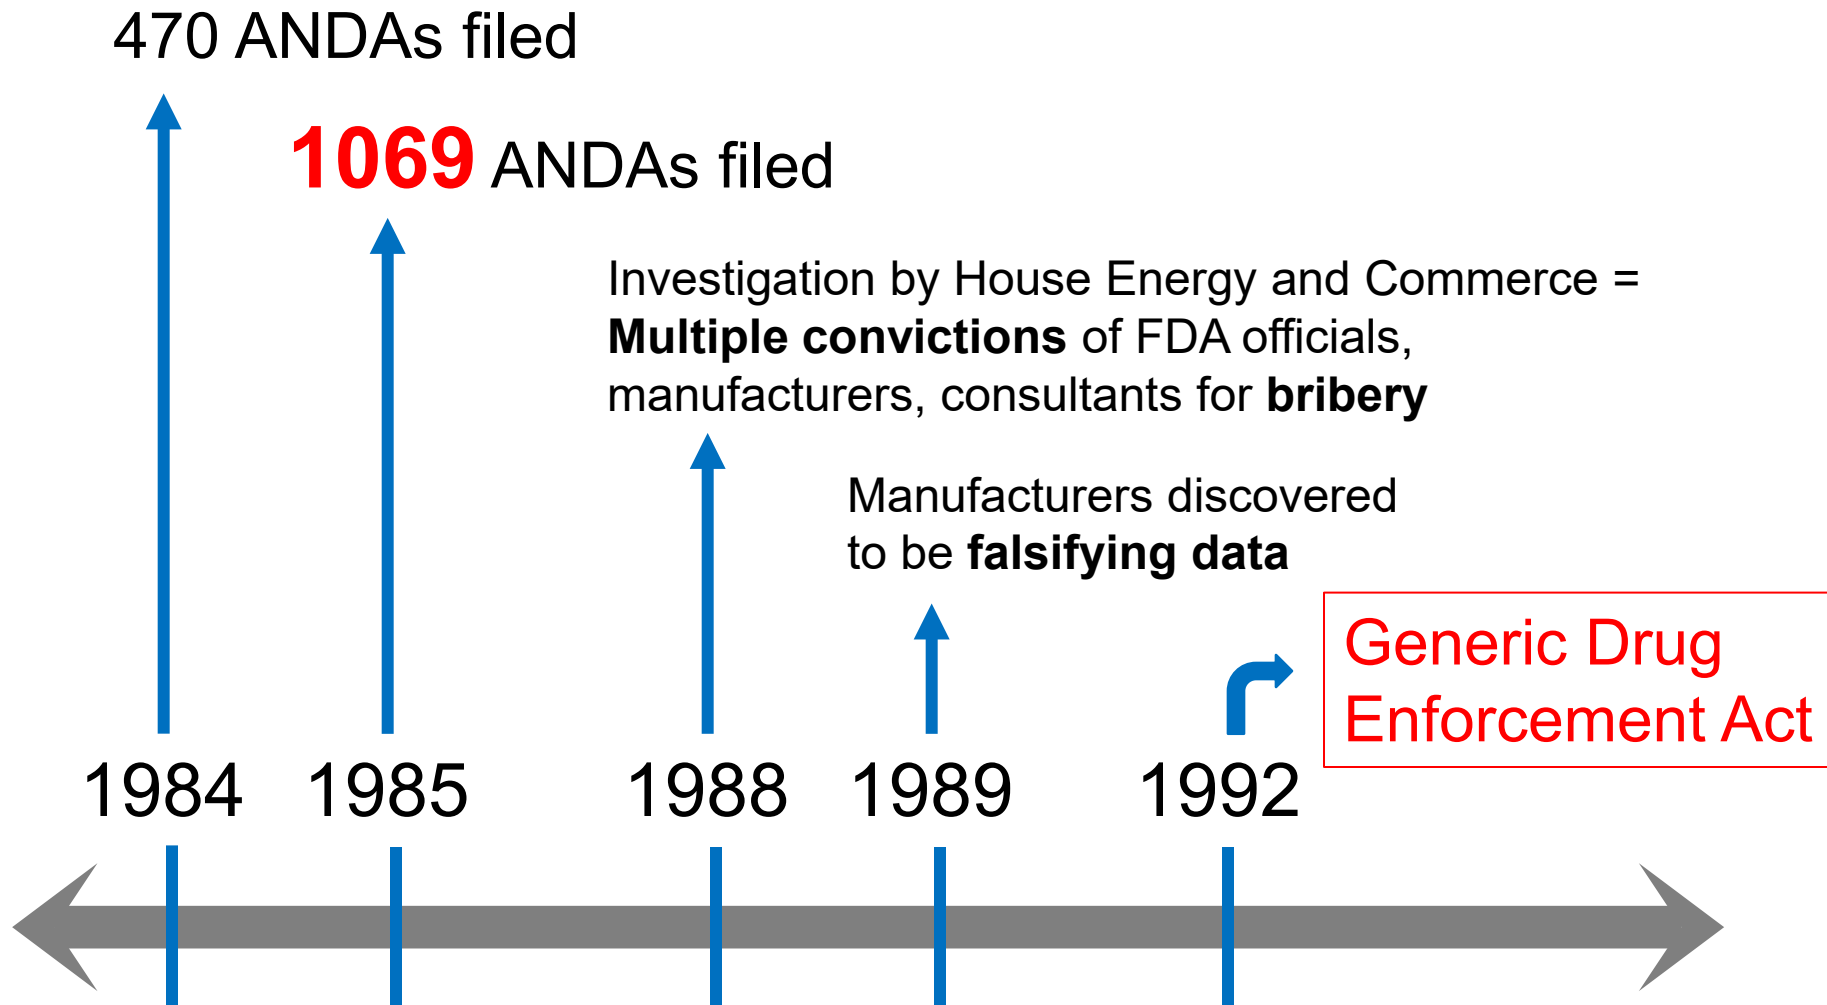 470 ANDAs filed
1069 ANDAs filed
Investigation by House Energy and Commerce =
Multiple convictions of FDA officials,
manufacturers, consultants for bribery
Manufacturers discovered
to be falsifying data
Generic Drug
Enforcement Act
1984 1985 1988 1989 1992